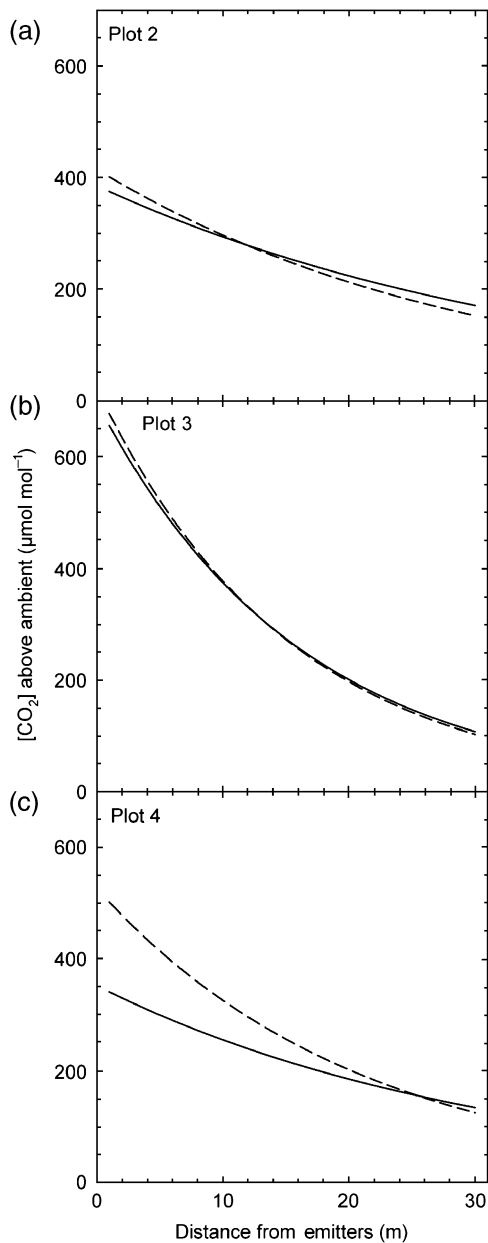 (a)
Plot 2
600
400
200
0
(b)
Plot 3
600
400
200
0
[CO₂] above ambient (μmol mol⁻¹)
(c)
Plot 4
600
400
200
0
0 10 20 30
Distance from emitters (m)